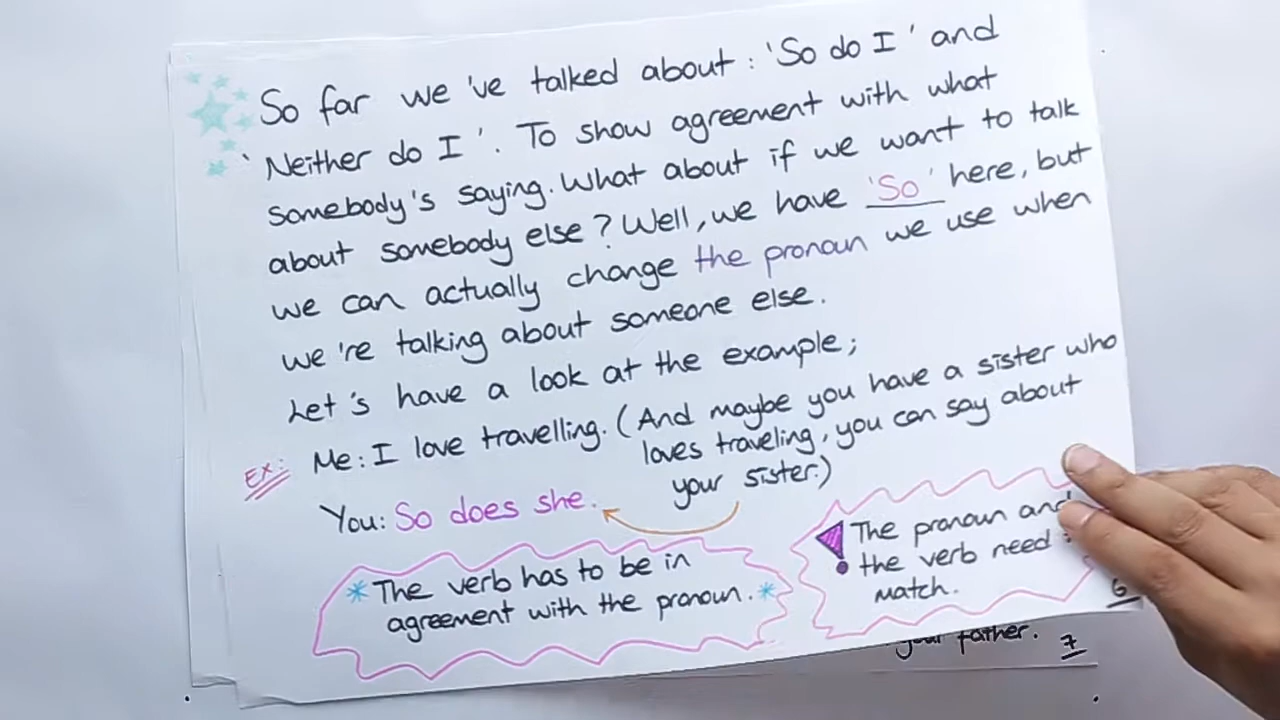 So far we've talked about : 'So do I' and
'Neither do I'. To show agreement with what
somebody's saying. What about if we want to talk
about somebody else? Well, we have 'So' here, but
we can actually change the pronoun we use when
we're talking about someone else.
Let's have a look at the example;
EX: Me: I love travelling. (And maybe you have a sister who
loves traveling, you can say about
your sister.)
You: So does she.
*The verb has to be in
agreement with the pronoun.*
! The pronoun and
the verb need
match.
6
your father. 7